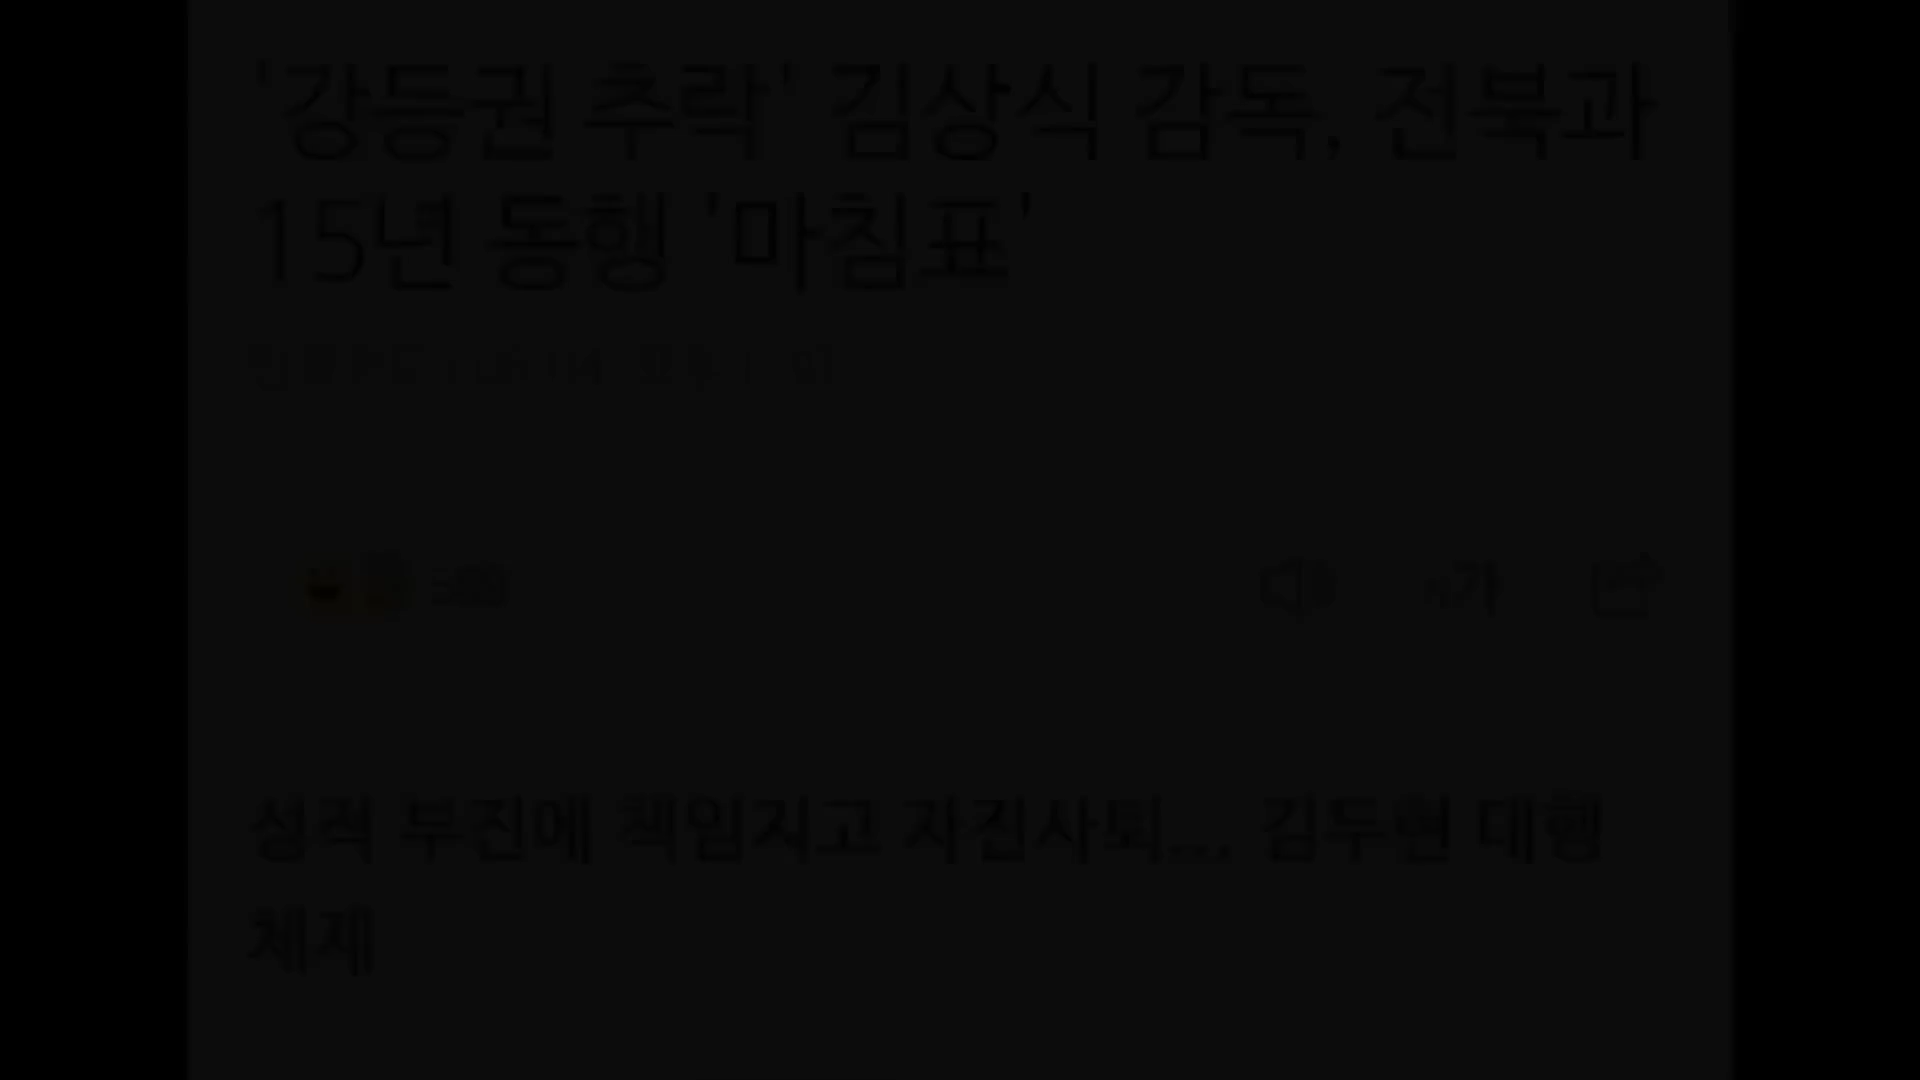 '강등권 추락' 김상식 감독, 전북과
15년 동행 '마침표'
가가
성적 부진에 책임지고 자진사퇴... 김두현 대행
체제